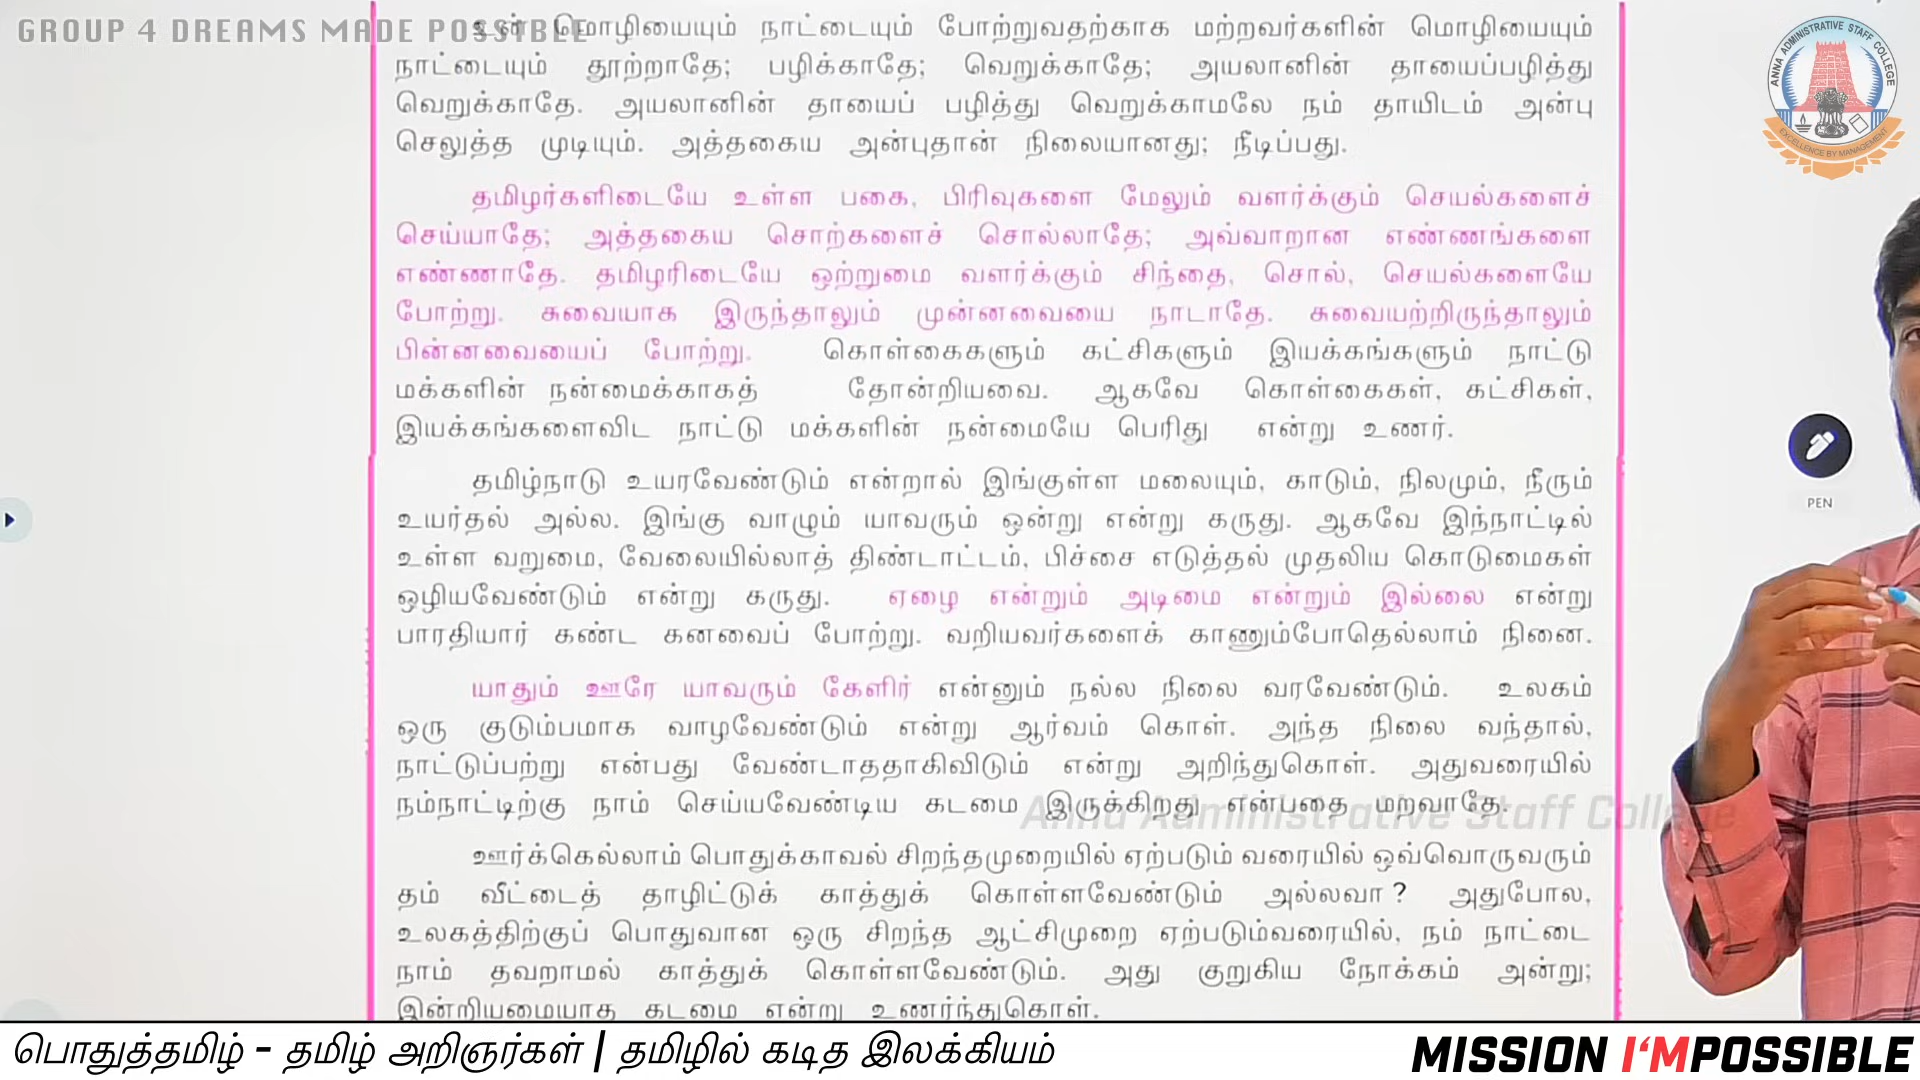 GROUP 4 DREAMS MADE POSSIBLE
உன் மொழியையும் நாட்டையும் போற்றுவதற்காக மற்றவர்களின் மொழியையும்
நாட்டையும் தூற்றாதே; பழிக்காதே; வெறுக்காதே; அயலானின் தாயைப்பழித்து
வெறுக்காதே. அயலானின் தாயைப் பழித்து வெறுக்காமலே நம் தாயிடம் அன்பு
செலுத்த முடியும். அத்தகைய அன்புதான் நிலையானது; நீடிப்பது.
தமிழர்களிடையே உள்ள பகை, பிரிவுகளை மேலும் வளர்க்கும் செயல்களைச்
செய்யாதே; அத்தகைய சொற்களைச் சொல்லாதே; அவ்வாறான எண்ணங்களை
எண்ணாதே. தமிழரிடையே ஒற்றுமை வளர்க்கும் சிந்தை, சொல், செயல்களையே
போற்று. சுவையாக இருந்தாலும் முன்னவையை நாடாதே. சுவையற்றிருந்தாலும்
பின்னவையைப் போற்று. கொள்கைகளும் கட்சிகளும் இயக்கங்களும் நாட்டு
மக்களின் நன்மைக்காகத் தோன்றியவை. ஆகவே கொள்கைகள், கட்சிகள்,
இயக்கங்களைவிட நாட்டு மக்களின் நன்மையே பெரிது என்று உணர்.
தமிழ்நாடு உயரவேண்டும் என்றால் இங்குள்ள மலையும், காடும், நிலமும், நீரும்
உயர்தல் அல்ல. இங்கு வாழும் யாவரும் ஒன்று என்று கருது. ஆகவே இந்நாட்டில்
உள்ள வறுமை, வேலையில்லாத் திண்டாட்டம், பிச்சை எடுத்தல் முதலிய கொடுமைகள்
ஒழியவேண்டும் என்று கருது. ஏழை என்றும் அடிமை என்றும் இல்லை என்று
பாரதியார் கண்ட கனவைப் போற்று. வறியவர்களைக் காணும்போதெல்லாம் நினை.
யாதும் ஊரே யாவரும் கேளிர் என்னும் நல்ல நிலை வரவேண்டும். உலகம்
ஒரு குடும்பமாக வாழவேண்டும் என்று ஆர்வம் கொள். அந்த நிலை வந்தால்,
நாட்டுப்பற்று என்பது வேண்டாததாகிவிடும் என்று அறிந்துகொள். அதுவரையில்
நம்நாட்டிற்கு நாம் செய்யவேண்டிய கடமை இருக்கிறது என்பதை மறவாதே.
ஊர்க்கெல்லாம் பொதுக்காவல் சிறந்தமுறையில் ஏற்படும் வரையில் ஒவ்வொருவரும்
தம் வீட்டைத் தாழிட்டுக் காத்துக் கொள்ளவேண்டும் அல்லவா ? அதுபோல,
உலகத்திற்குப் பொதுவான ஒரு சிறந்த ஆட்சிமுறை ஏற்படும்வரையில், நம் நாட்டை
நாம் தவறாமல் காத்துக் கொள்ளவேண்டும். அது குறுகிய நோக்கம் அன்று;
இன்றியமையாத கடமை என்று உணர்ந்துகொள்.
ANNA ADMINISTRATIVE STAFF COLLEGE
EXCELLENCE BY MANAGEMENT
PEN
Anna Administrative Staff College
பொதுத்தமிழ் - தமிழ் அறிஞர்கள் | தமிழில் கடித இலக்கியம்
MISSION I'MPOSSIBLE